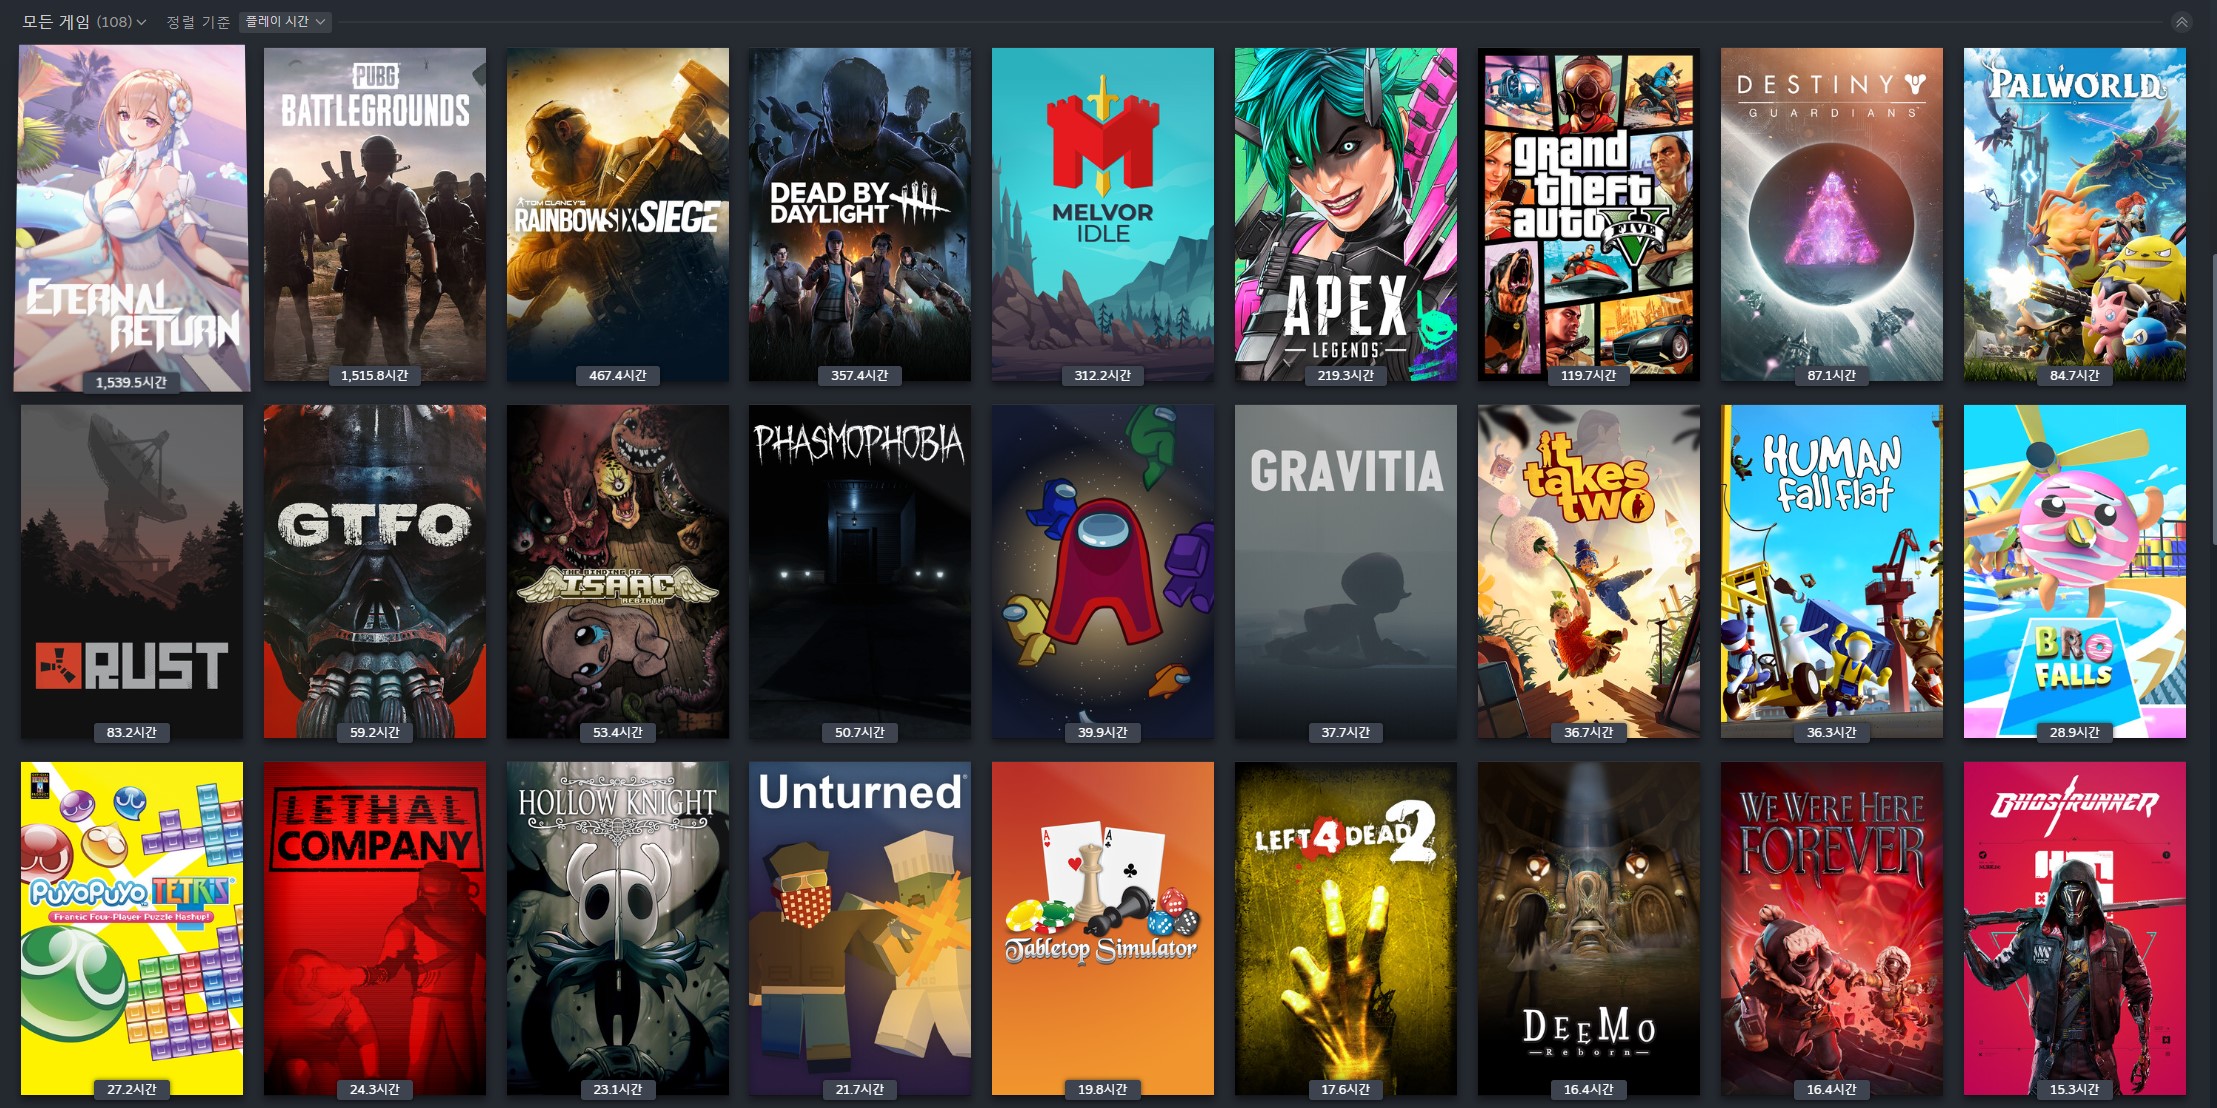 모든 게임 (108) 정렬 기준 플레이 시간
ETERNAL
RETURN
1,539.5시간
PUBG
BATTLEGROUNDS
1,515.8시간
TOM CLANCY'S
RAINBOWSIX SIEGE
467.4시간
DEAD BY
DAYLIGHT
357.4시간
MELVOR
IDLE
312.2시간
APEX
LEGENDS
219.3시간
grand
theft
auto
FIVE
119.7시간
DESTINY
GUARDIANS
87.1시간
PALWORLD
84.7시간
RUST
83.2시간
GTFO
59.2시간
THE BINDING OF
ISAAC
REBIRTH
53.4시간
PHASMOPHOBIA
50.7시간
39.9시간
GRAVITIA
37.7시간
it
takes
two
36.7시간
HUMAN
fall flat
36.3시간
BRO
FALLS
28.9시간
PuyoPuyo TETRIS
Frantic Four-Player Puzzle Mashup!
27.2시간
LETHAL
COMPANY
24.3시간
HOLLOW KNIGHT
23.1시간
Unturned
21.7시간
Tabletop Simulator
19.8시간
LEFT 4 DEAD 2
17.6시간
DEEMO
Reborn
16.4시간
WE WERE HERE
FOREVER
16.4시간
GHOSTRUNNER
15.3시간